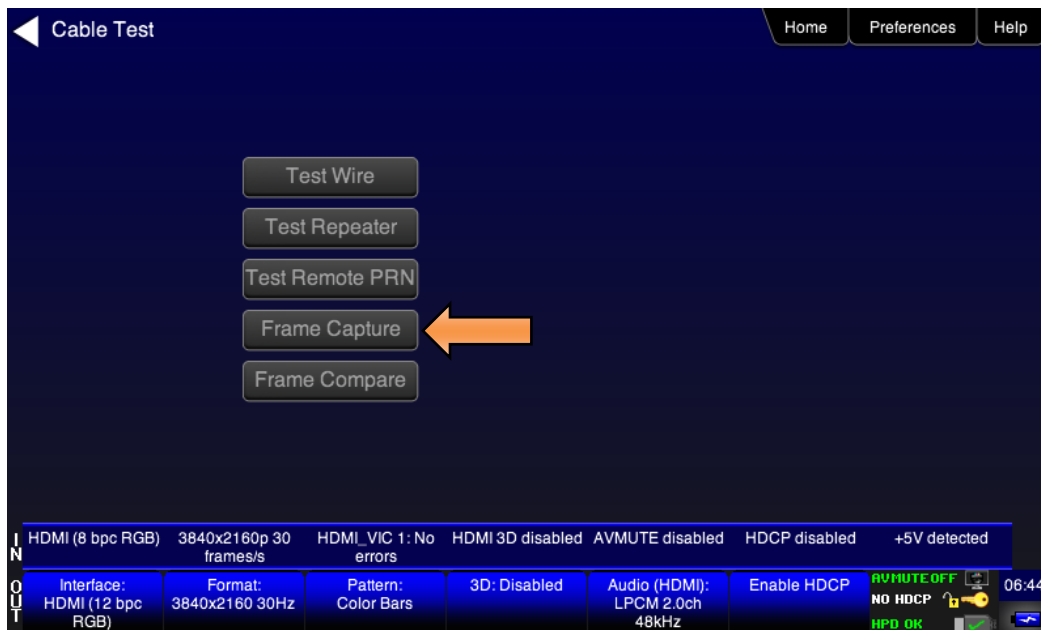 Cable Test
Home
Preferences
Help
Test Wire
Test Repeater
Test Remote PRN
Frame Capture
Frame Compare
IN
HDMI (8 bpc RGB)
3840x2160p 30
frames/s
HDMI_VIC 1: No
errors
HDMI 3D disabled
AVMUTE disabled
HDCP disabled
+5V detected
OUT
Interface:
HDMI (12 bpc
RGB)
Format:
3840x2160 30Hz
Pattern:
Color Bars
3D: Disabled
Audio (HDMI):
LPCM 2.0ch
48kHz
Enable HDCP
AVMUTEOFF
NO HDCP
HPD OK
06:44